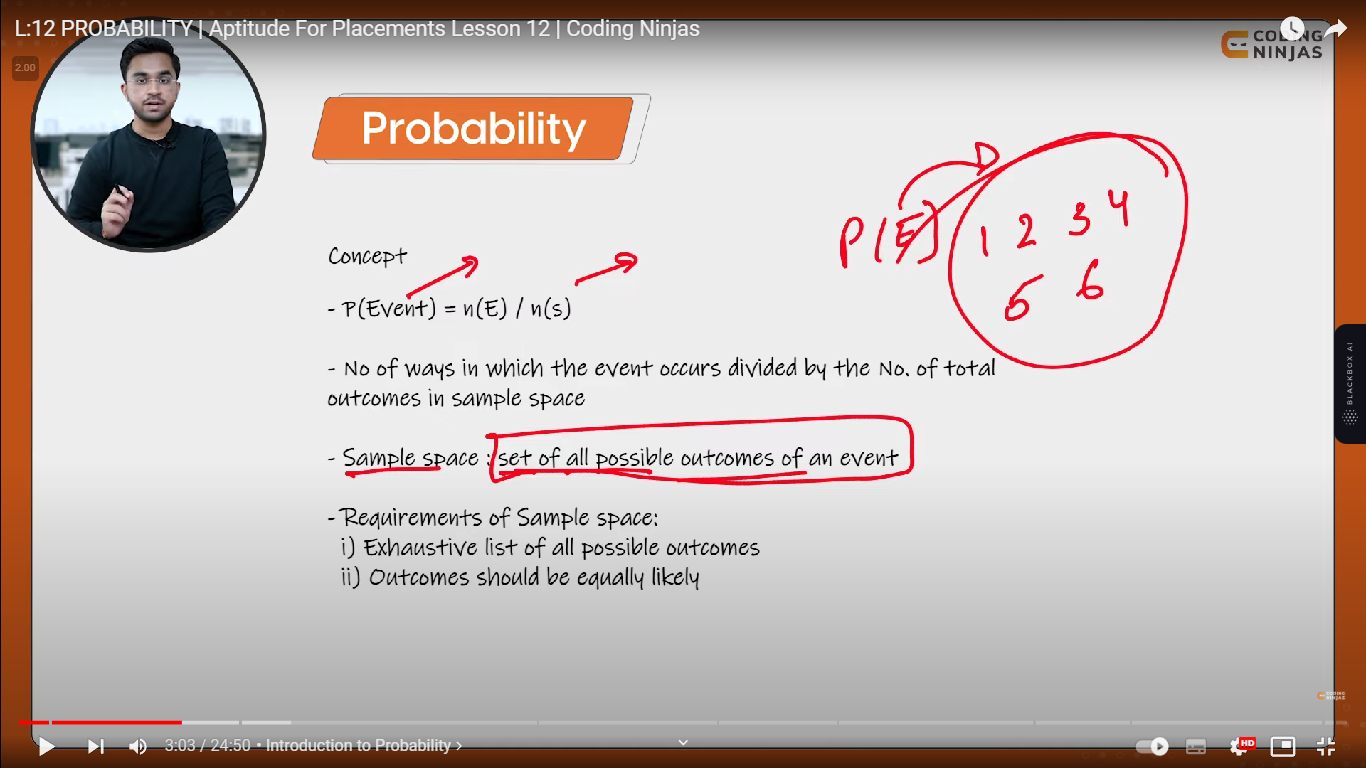 L:12 PROBABILITY | Aptitude For Placements Lesson 12 | Coding Ninjas
CODING
NINJAS
2.00
Probability
D
P(E)
1 2 3 4
5 6
Concept
- P(Event) = n(E) / n(s)
- No of ways in which the event occurs divided by the No. of total
outcomes in sample space
- Sample space : set of all possible outcomes of an event
- Requirements of Sample space:
i) Exhaustive list of all possible outcomes
ii) Outcomes should be equally likely
BLACKBOX AI
CODING
NINJAS
3:03 / 24:50 • Introduction to Probability
HD